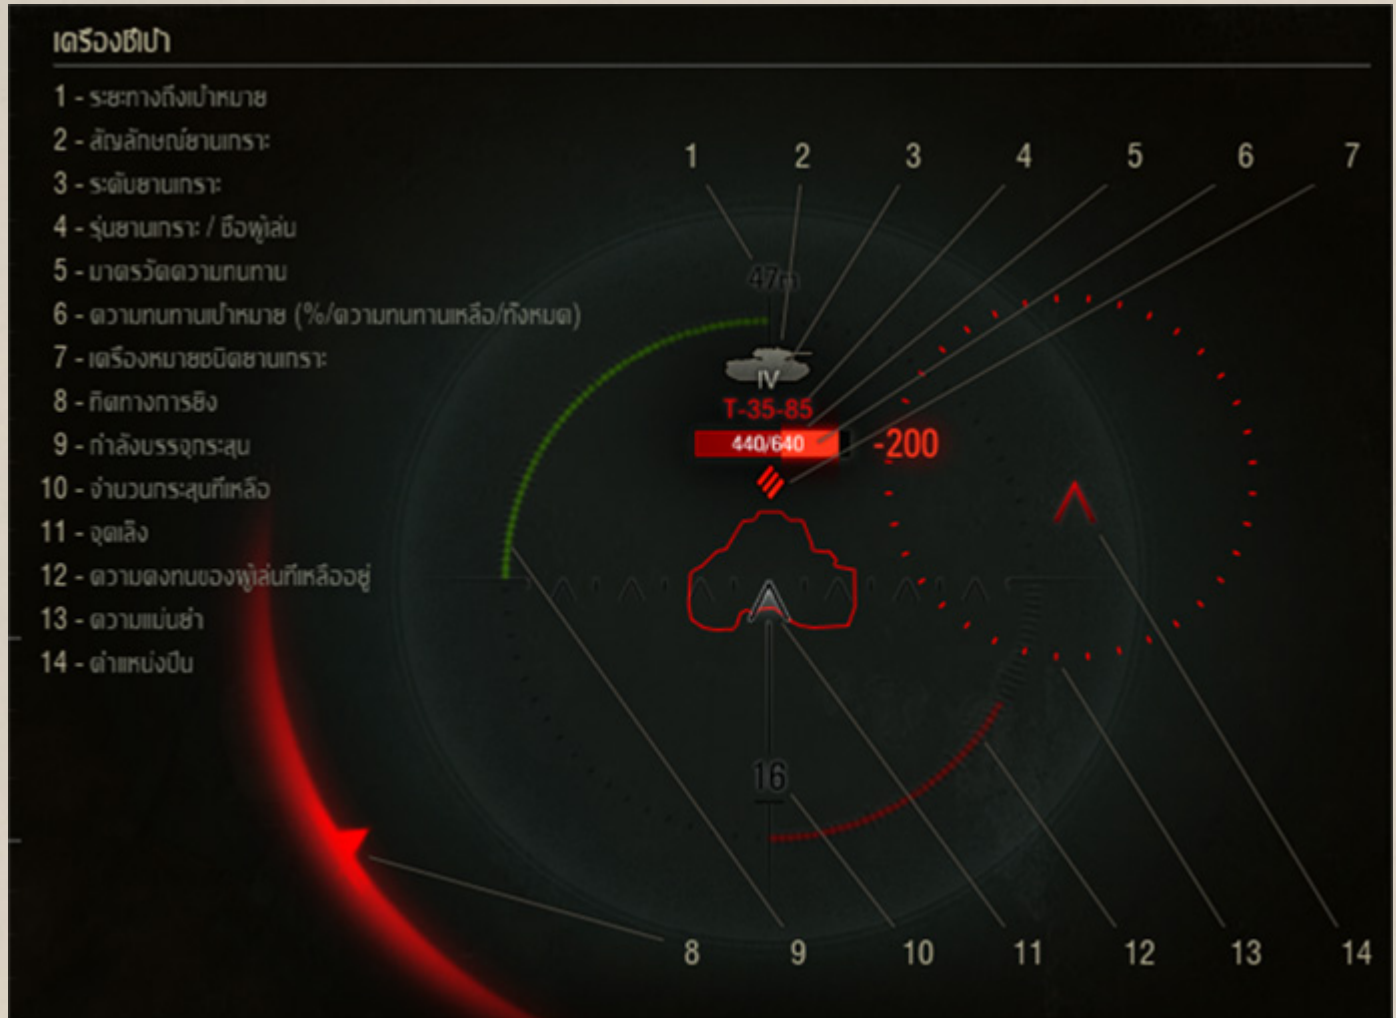 เครื่องชี้เป้า
1 - ระยะทางถึงเป้าหมาย
2 - สัญลักษณ์ยานเกราะ
3 - ระดับยานเกราะ
4 - รุ่นยานเกราะ / ชื่อผู้เล่น
5 - มาตรวัดความทนทาน
6 - ความทนทานเป้าหมาย (%/ความทนทานเหลือ/ทั้งหมด)
7 - เครื่องหมายชนิดยานเกราะ
8 - ทิศทางการยิง
9 - กำลังบรรจุกระสุน
10 - จำนวนกระสุนที่เหลือ
11 - จุดเล็ง
12 - ความคงทนของผู้เล่นที่เหลืออยู่
13 - ความแม่นยำ
14 - ตำแหน่งปืน
1 2 3 4 5 6 7
47m
IV
T-35-85
440/640 -200
16
8 9 10 11 12 13 14